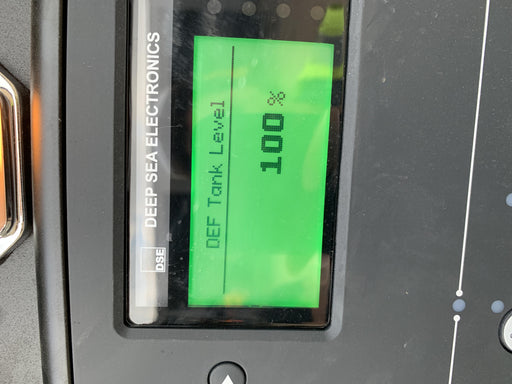 DSE DEEP SEA ELECTRONICS
DEF Tank Level
100 %